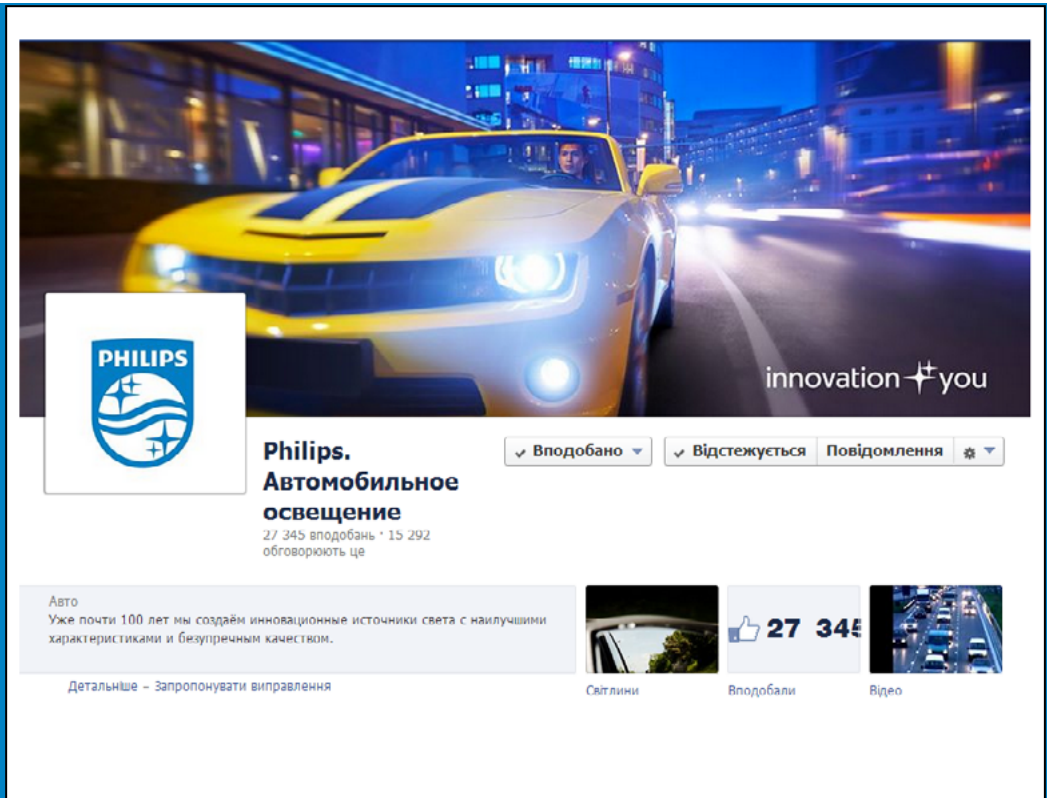 innovation you
PHILIPS
Philips.
Автомобильное
освещение
27 345 вподобань · 15 292
обговорюють це
Вподобано
Відстежується
Повідомлення
Авто
Уже почти 100 лет мы создаём инновационные источники света с наилучшими
характеристиками и безупречным качеством.
Детальніше – Запропонувати виправлення
27 345
Світлини
Вподобали
Відео